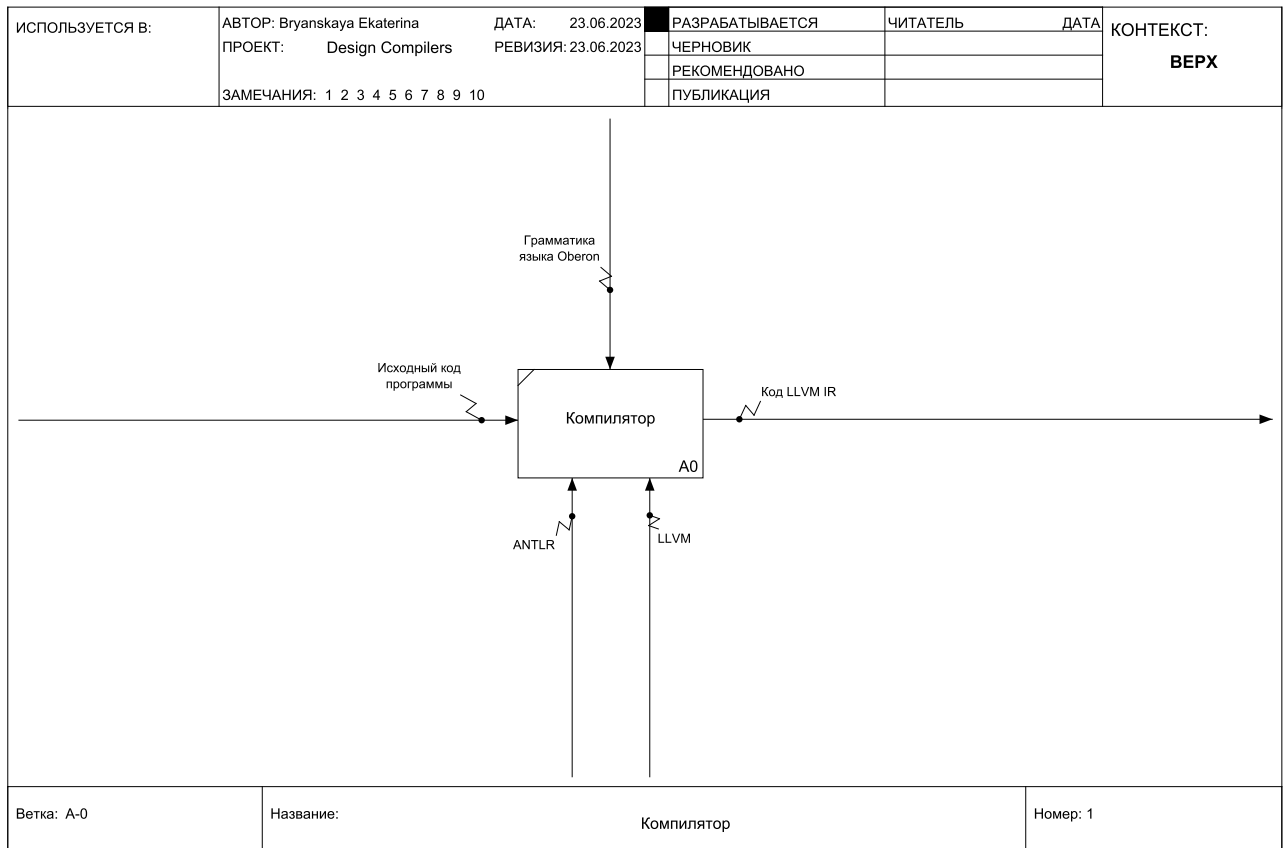 ИСПОЛЬЗУЕТСЯ В:
АВТОР: Bryanskaya Ekaterina
ДАТА: 23.06.2023
ПРОЕКТ: Design Compilers
РЕВИЗИЯ: 23.06.2023
ЗАМЕЧАНИЯ: 1 2 3 4 5 6 7 8 9 10
РАЗРАБАТЫВАЕТСЯ
ЧЕРНОВИК
РЕКОМЕНДОВАНО
ПУБЛИКАЦИЯ
ЧИТАТЕЛЬ ДАТА
КОНТЕКСТ:
ВЕРХ
Грамматика
языка Oberon
Исходный код
программы
Код LLVM IR
Компилятор
A0
ANTLR
LLVM
Ветка: A-0
Название:
Компилятор
Номер: 1